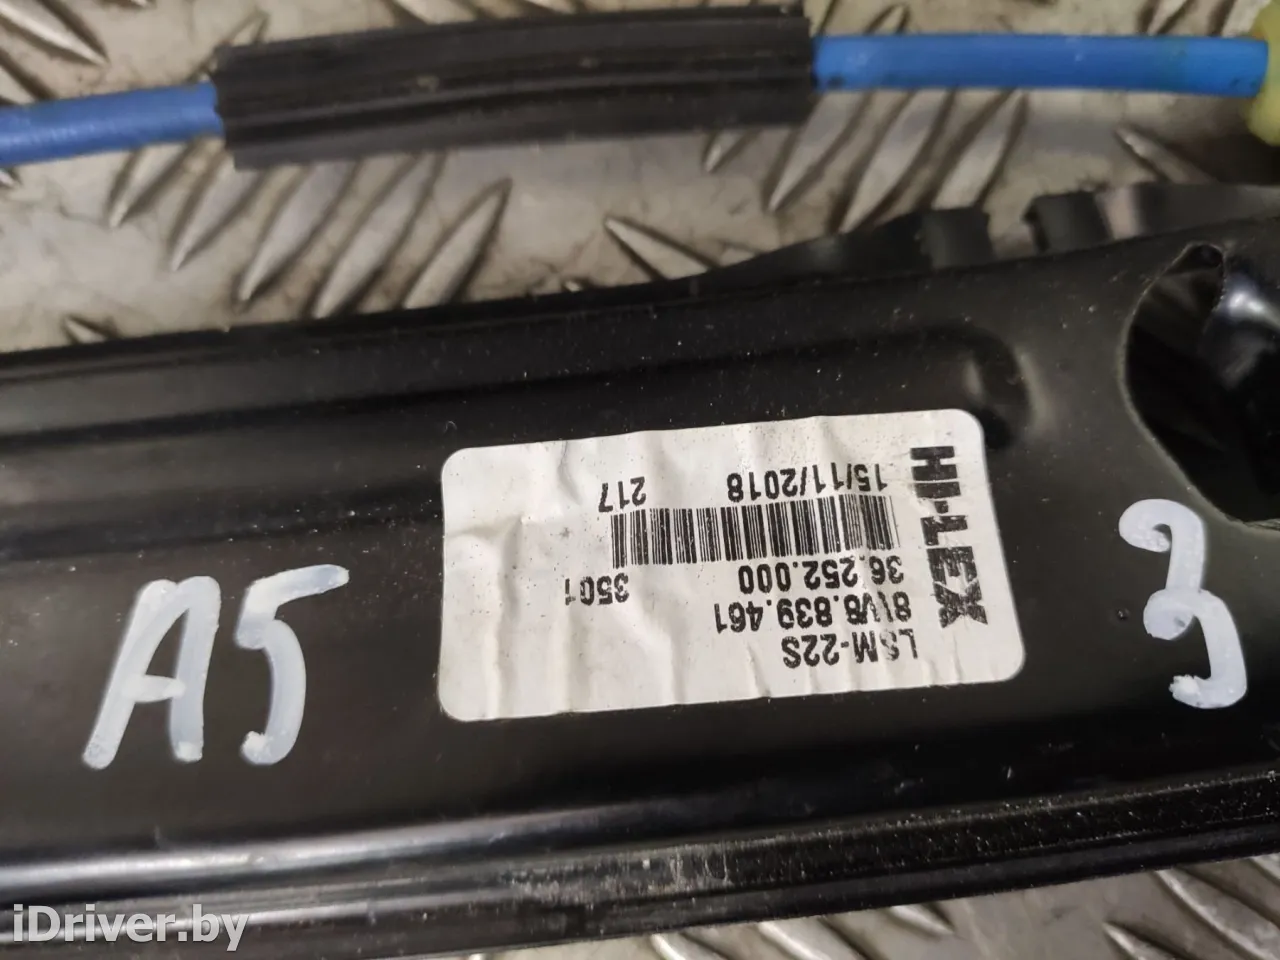 LSM-22S
8W8.839.461
36.252.000 3501
15/11/2018 217
HI-LEX
A5
3
iDriver.by